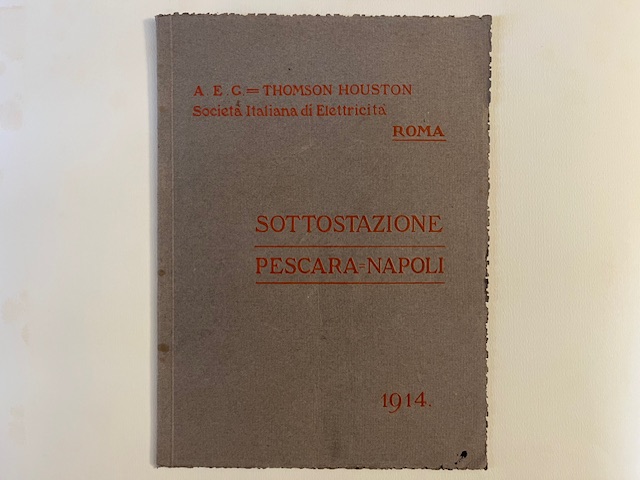 A. E. G. = THOMSON HOUSTON
Società Italiana di Elettricità
ROMA
SOTTOSTAZIONE
PESCARA=NAPOLI
1914.